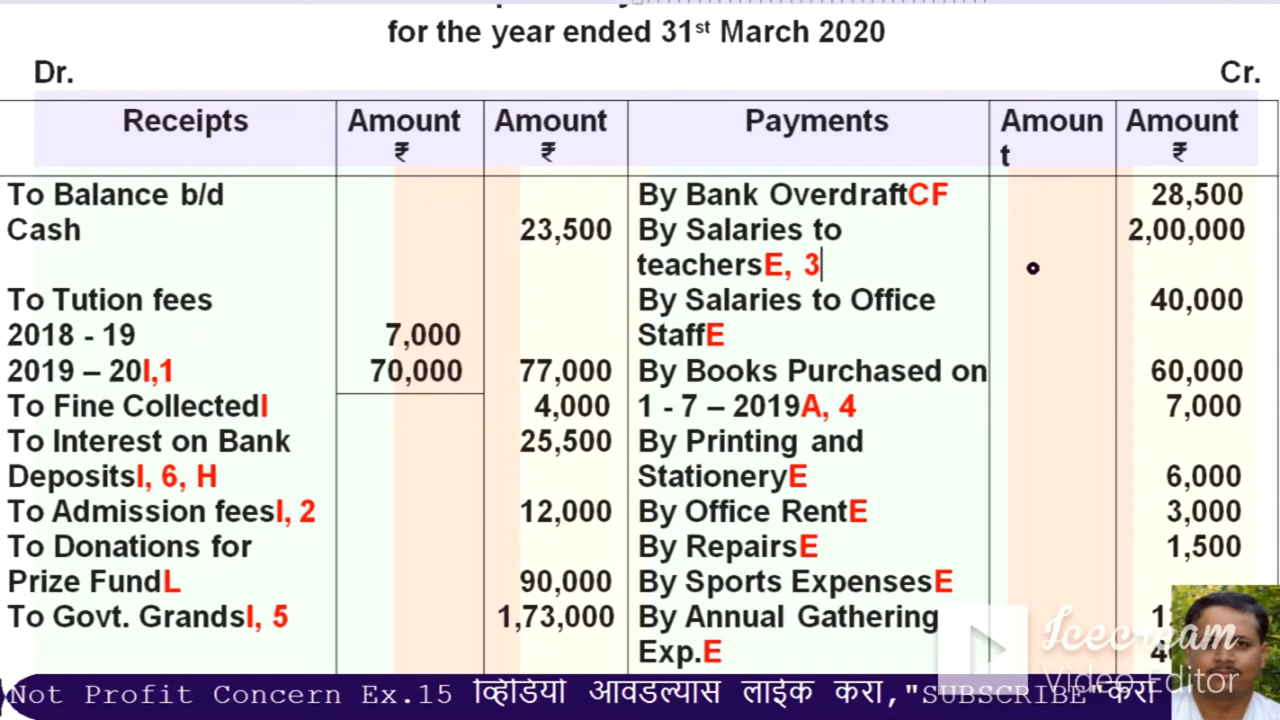 for the year ended 31st March 2020
Dr. Cr.
Receipts Amount ₹ Amount ₹ Payments Amoun t Amount ₹
To Balance b/d By Bank OverdraftCF 28,500
Cash 23,500 By Salaries to 2,00,000
teachersE, 3
To Tution fees By Salaries to Office 40,000
2018 - 19 7,000 StaffE
2019 – 20I,1 70,000 77,000 By Books Purchased on 60,000
To Fine CollectedI 4,000 1 - 7 – 2019A, 4 7,000
To Interest on Bank 25,500 By Printing and
DepositsI, 6, H StationeryE 6,000
To Admission feesI, 2 12,000 By Office RentE 3,000
To Donations for By RepairsE 1,500
Prize FundL 90,000 By Sports ExpensesE
To Govt. GrandsI, 5 1,73,000 By Annual Gathering
Exp.E
Icecream
Video Editor
Not Profit Concern Ex.15 व्हिडियो आवडल्यास लाईक करा,"SUBSCRIBE"करा